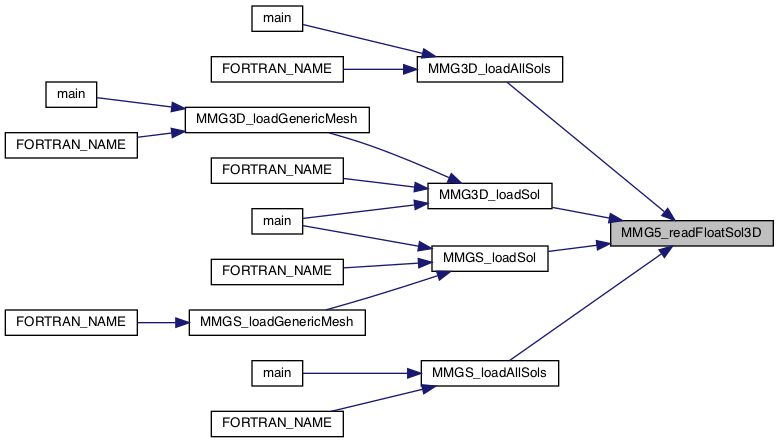 main
FORTRAN_NAME
MMG3D_loadAllSols
main
MMG3D_loadGenericMesh
FORTRAN_NAME
FORTRAN_NAME
MMG3D_loadSol
main
MMG5_readFloatSol3D
MMGS_loadSol
FORTRAN_NAME
FORTRAN_NAME
MMGS_loadGenericMesh
main
MMGS_loadAllSols
FORTRAN_NAME